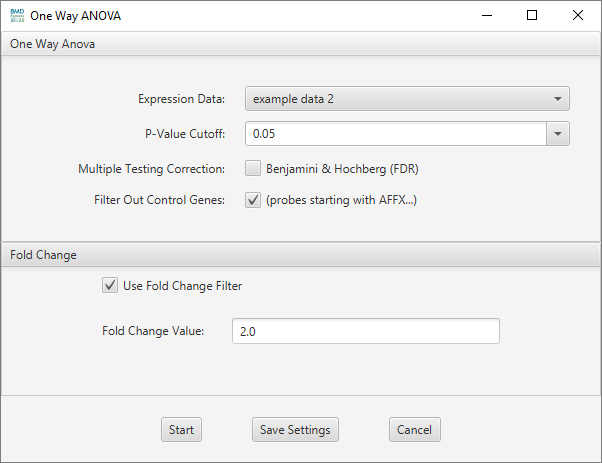 One Way ANOVA
One Way Anova
Expression Data: example data 2
P-Value Cutoff: 0.05
Multiple Testing Correction: Benjamini & Hochberg (FDR)
Filter Out Control Genes: (probes starting with AFFX...)
Fold Change
Use Fold Change Filter
Fold Change Value: 2.0
Start Save Settings Cancel